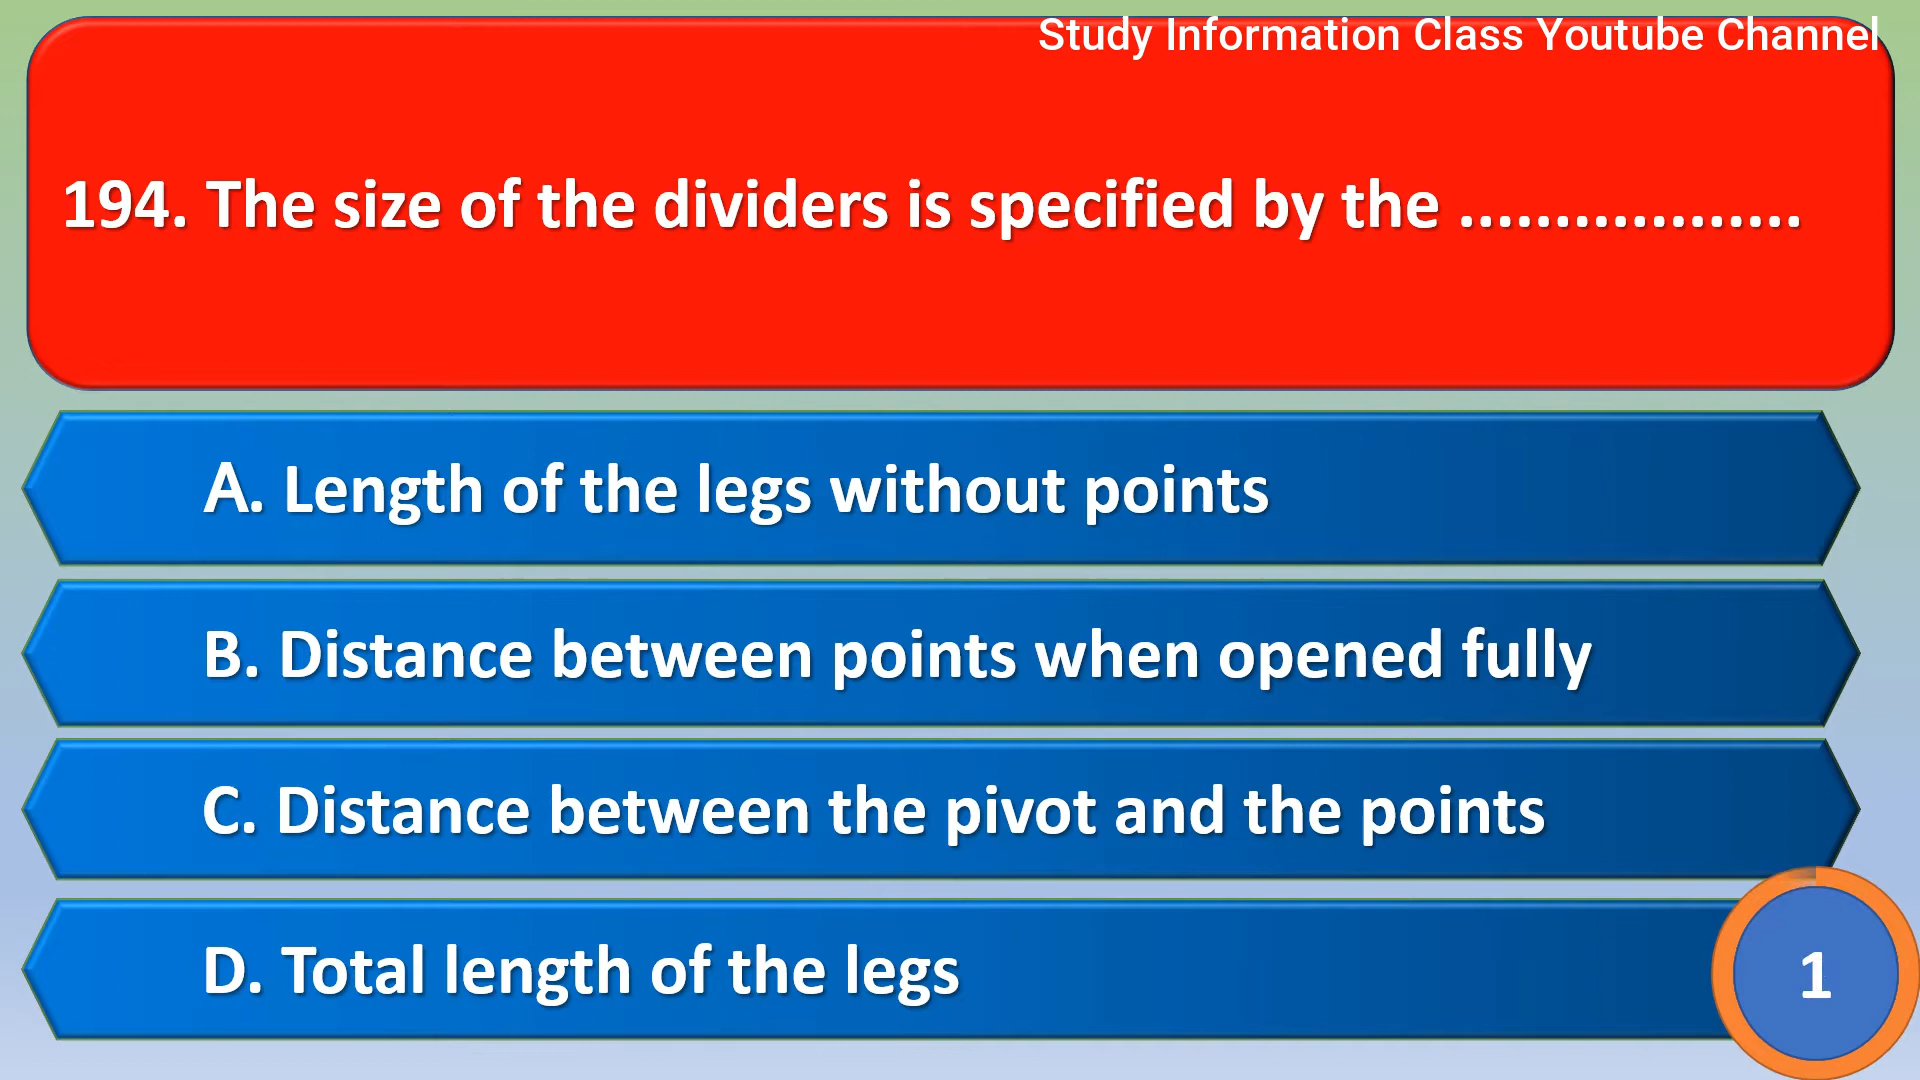 Study Information Class Youtube Channel
194. The size of the dividers is specified by the .................
A. Length of the legs without points
B. Distance between points when opened fully
C. Distance between the pivot and the points
D. Total length of the legs
1